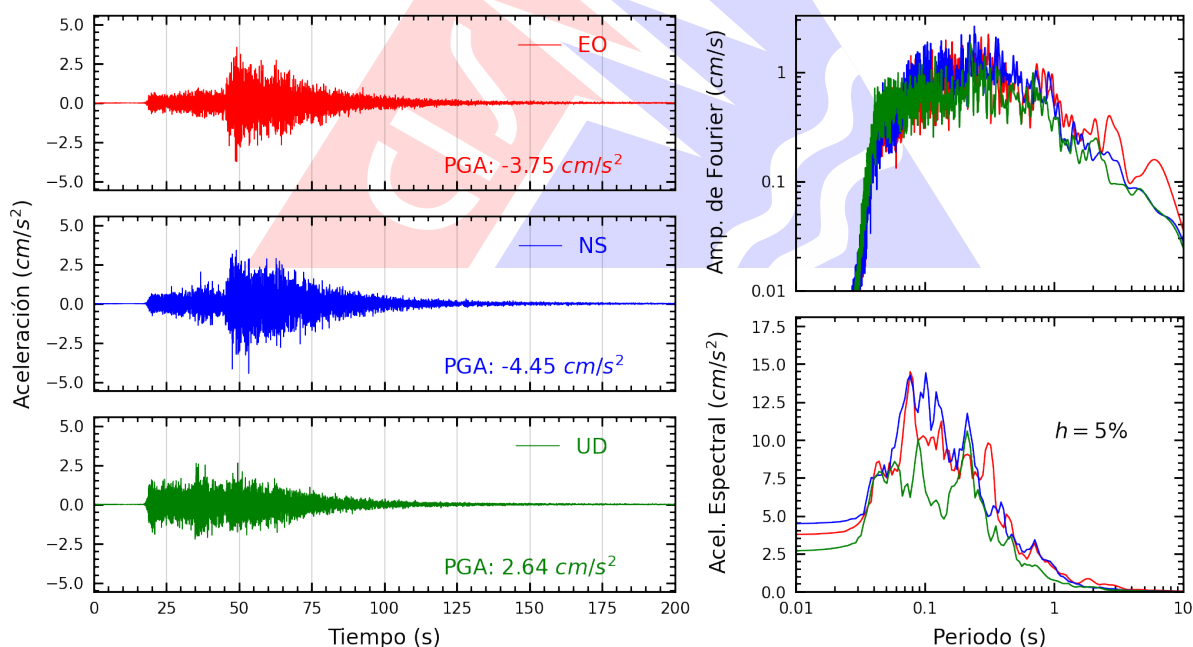 Aceleración (cm/s²)
5.0
2.5
0.0
−2.5
−5.0
EO
PGA: -3.75 cm/s²
5.0
2.5
0.0
−2.5
−5.0
NS
PGA: -4.45 cm/s²
5.0
2.5
0.0
−2.5
−5.0
UD
PGA: 2.64 cm/s²
0 25 50 75 100 125 150 175 200
Tiempo (s)
Amp. de Fourier (cm/s)
1
0.1
0.01
Acel. Espectral (cm/s²)
17.5
15.0
12.5
10.0
7.5
5.0
2.5
0.0
h = 5%
0.01 0.1 1 10
Periodo (s)